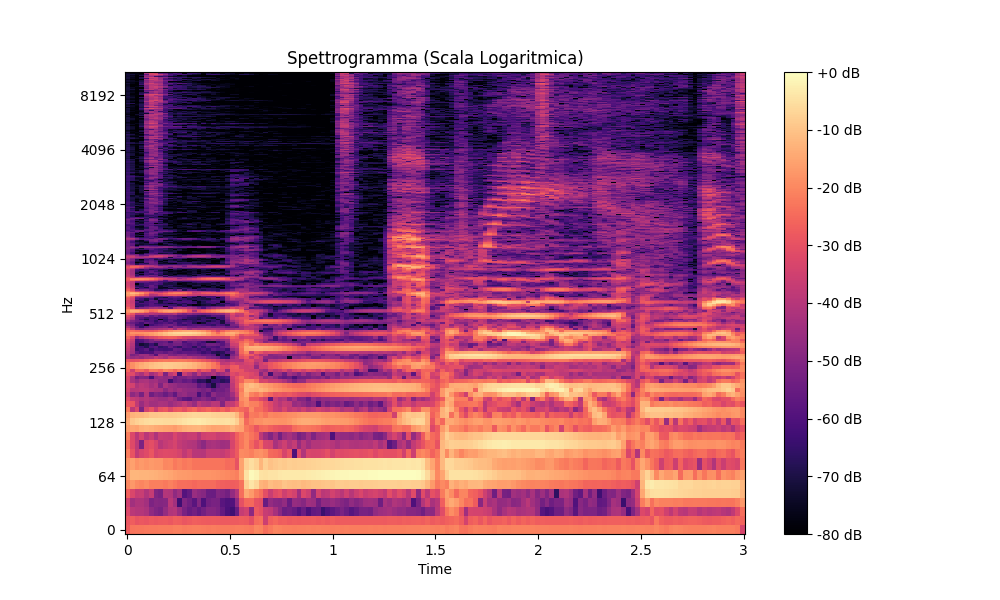 Spettrogramma (Scala Logaritmica)
Hz
8192
4096
2048
1024
512
256
128
64
0
0
0.5
1
1.5
2
2.5
3
Time
+0 dB
-10 dB
-20 dB
-30 dB
-40 dB
-50 dB
-60 dB
-70 dB
-80 dB